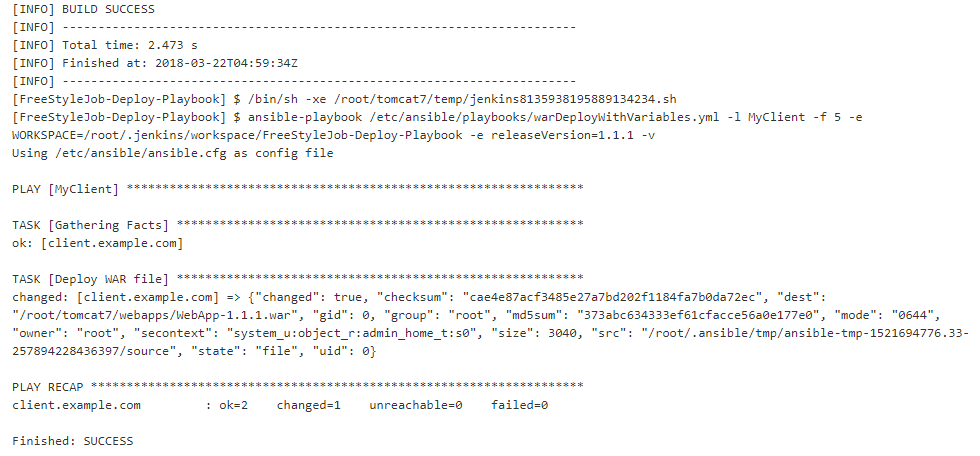 [INFO] BUILD SUCCESS
[INFO] ------------------------------------------------------------------------
[INFO] Total time: 2.473 s
[INFO] Finished at: 2018-03-22T04:59:34Z
[INFO] ------------------------------------------------------------------------
[FreeStyleJob-Deploy-Playbook] $ /bin/sh -xe /root/tomcat7/temp/jenkins8135938195889134234.sh
[FreeStyleJob-Deploy-Playbook] $ ansible-playbook /etc/ansible/playbooks/warDeployWithVariables.yml -l MyClient -f 5 -e
WORKSPACE=/root/.jenkins/workspace/FreeStyleJob-Deploy-Playbook -e releaseVersion=1.1.1 -v
Using /etc/ansible/ansible.cfg as config file
PLAY [MyClient] ****************************************************************
TASK [Gathering Facts] *********************************************************
ok: [client.example.com]
TASK [Deploy WAR file] *********************************************************
changed: [client.example.com] => {"changed": true, "checksum": "cae4e87acf3485e27a7bd202f1184fa7b0da72ec", "dest":
"/root/tomcat7/webapps/WebApp-1.1.1.war", "gid": 0, "group": "root", "md5sum": "373abc634333ef61cfacce56a0e177e0", "mode": "0644",
"owner": "root", "secontext": "system_u:object_r:admin_home_t:s0", "size": 3040, "src": "/root/.ansible/tmp/ansible-tmp-1521694776.33-
257894228436397/source", "state": "file", "uid": 0}
PLAY RECAP *********************************************************************
client.example.com         : ok=2    changed=1    unreachable=0    failed=0
Finished: SUCCESS